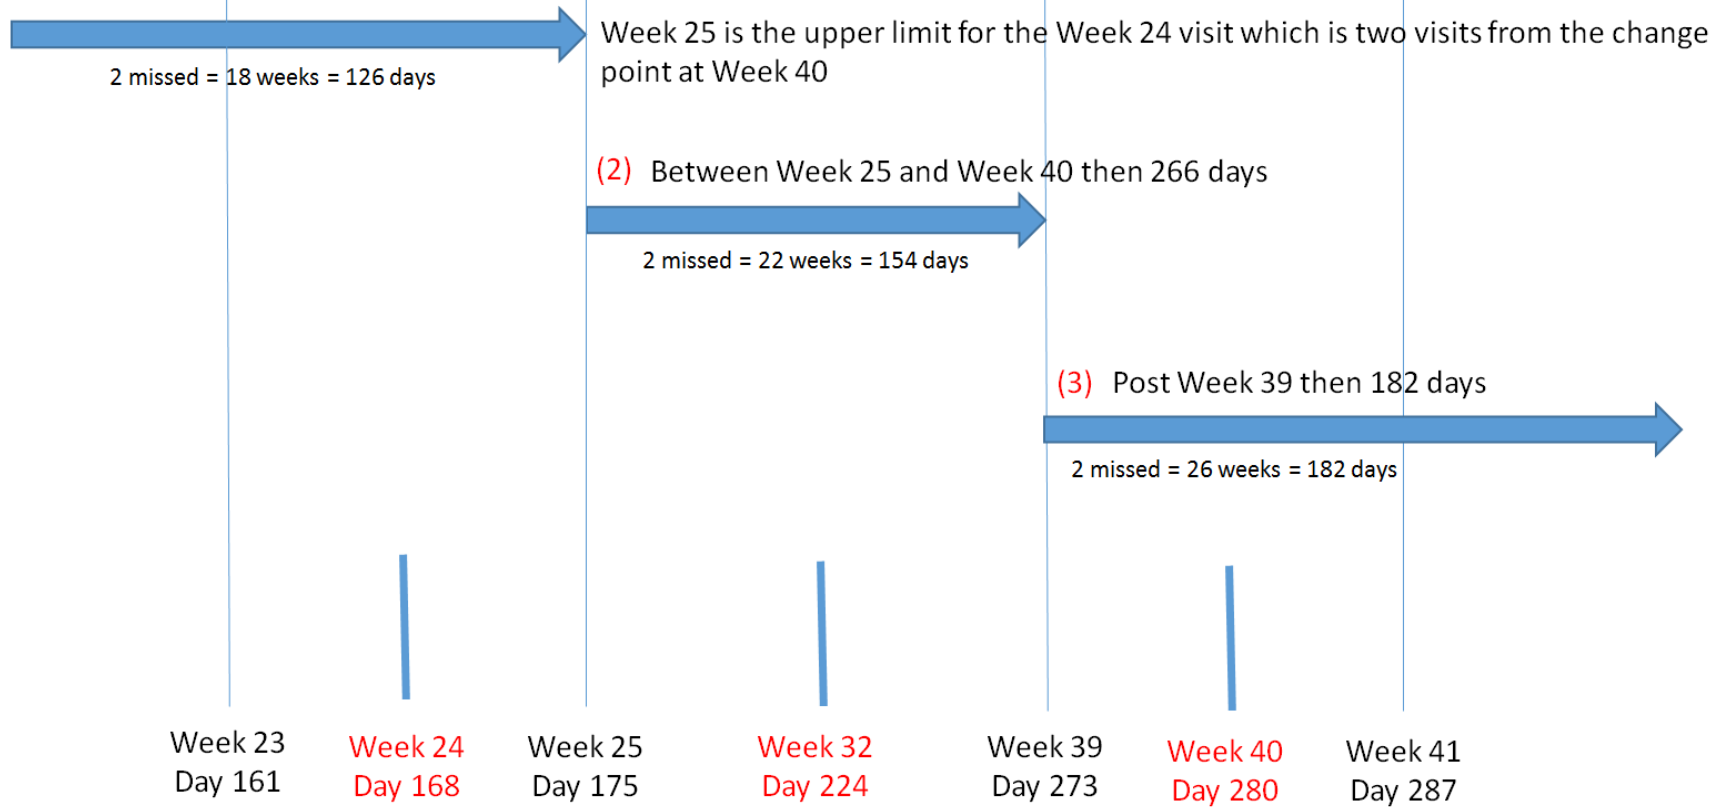 Week 25 is the upper limit for the Week 24 visit which is two visits from the change
point at Week 40
2 missed = 18 weeks = 126 days
(2) Between Week 25 and Week 40 then 266 days
2 missed = 22 weeks = 154 days
(3) Post Week 39 then 182 days
2 missed = 26 weeks = 182 days
Week 23
Day 161
Week 24
Day 168
Week 25
Day 175
Week 32
Day 224
Week 39
Day 273
Week 40
Day 280
Week 41
Day 287